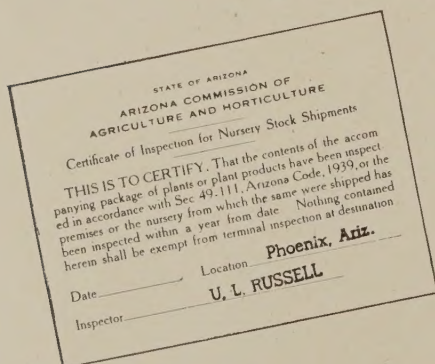 STATE OF ARIZONA
ARIZONA COMMISSION OF
AGRICULTURE AND HORTICULTURE
Certificate of Inspection for Nursery Stock Shipments
THIS IS TO CERTIFY, That the contents of the accom
panying package of plants or plant products have been inspect
ed in accordance with Sec 49-111, Arizona Code, 1939, or the
premises or the nursery from which the same were shipped has
been inspected within a year from date Nothing contained
herein shall be exempt from terminal inspection at destination
Date Location Phoenix, Ariz.
Inspector U. L. RUSSELL